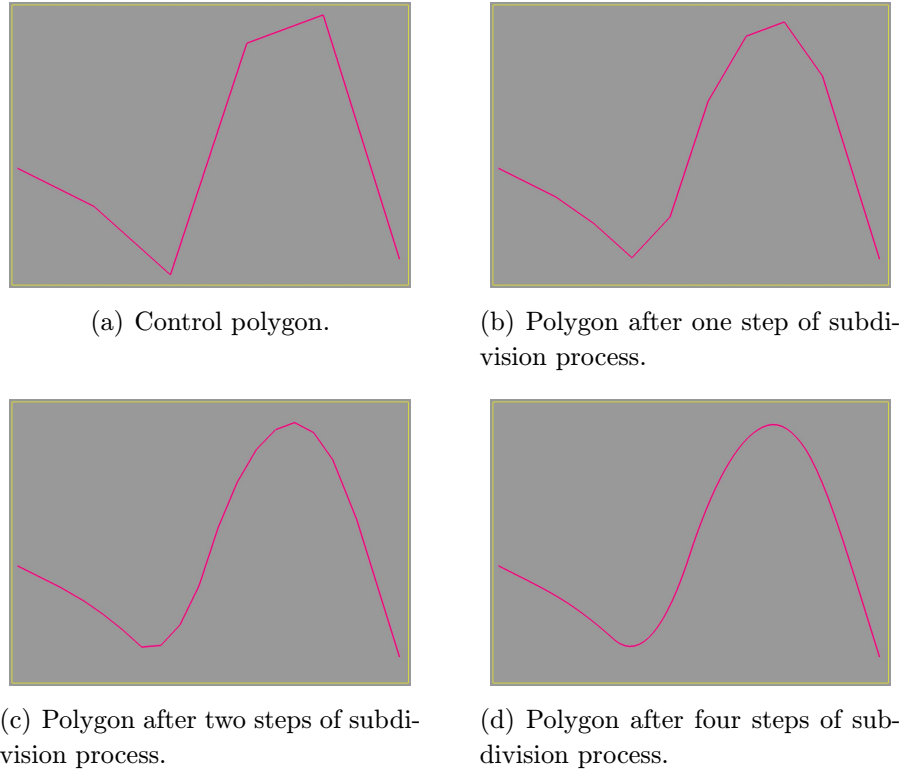 (a) Control polygon.
(b) Polygon after one step of subdi-
vision process.
(c) Polygon after two steps of subdi-
vision process.
(d) Polygon after four steps of sub-
division process.